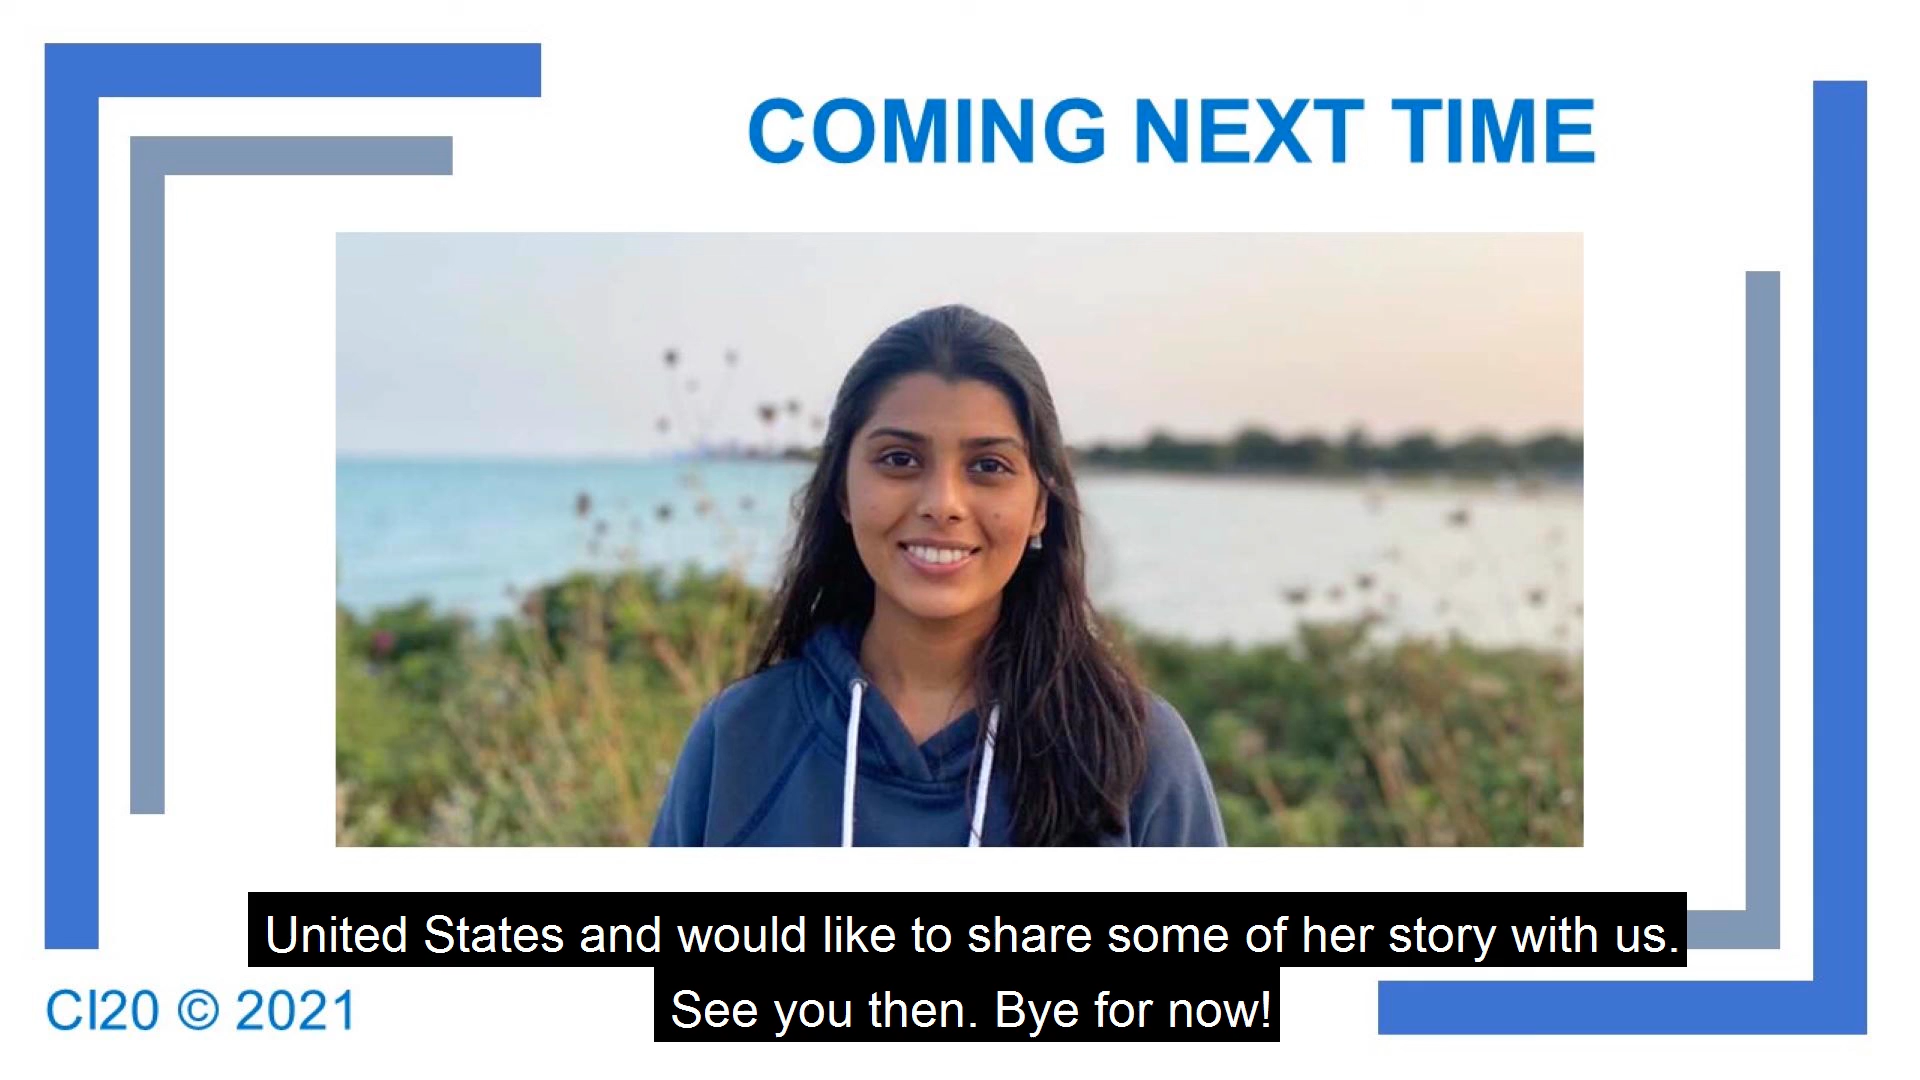 COMING NEXT TIME
United States and would like to share some of her story with us.
See you then. Bye for now!
CI20 © 2021